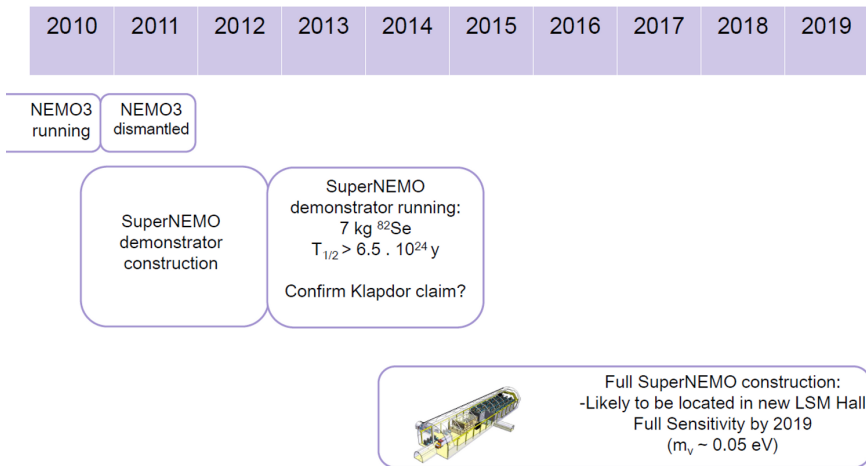 2010 2011 2012 2013 2014 2015 2016 2017 2018 2019
NEMO3
running
NEMO3
dismantled
SuperNEMO
demonstrator
construction
SuperNEMO
demonstrator running:
7 kg ⁸²Se
T₁/₂ > 6.5 . 10²⁴ y
Confirm Klapdor claim?
Full SuperNEMO construction:
-Likely to be located in new LSM Hall
Full Sensitivity by 2019
(mᵥ ~ 0.05 eV)